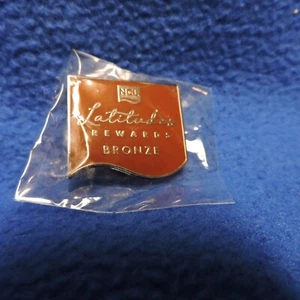 NCL
Latitudes
REWARDS
BRONZE